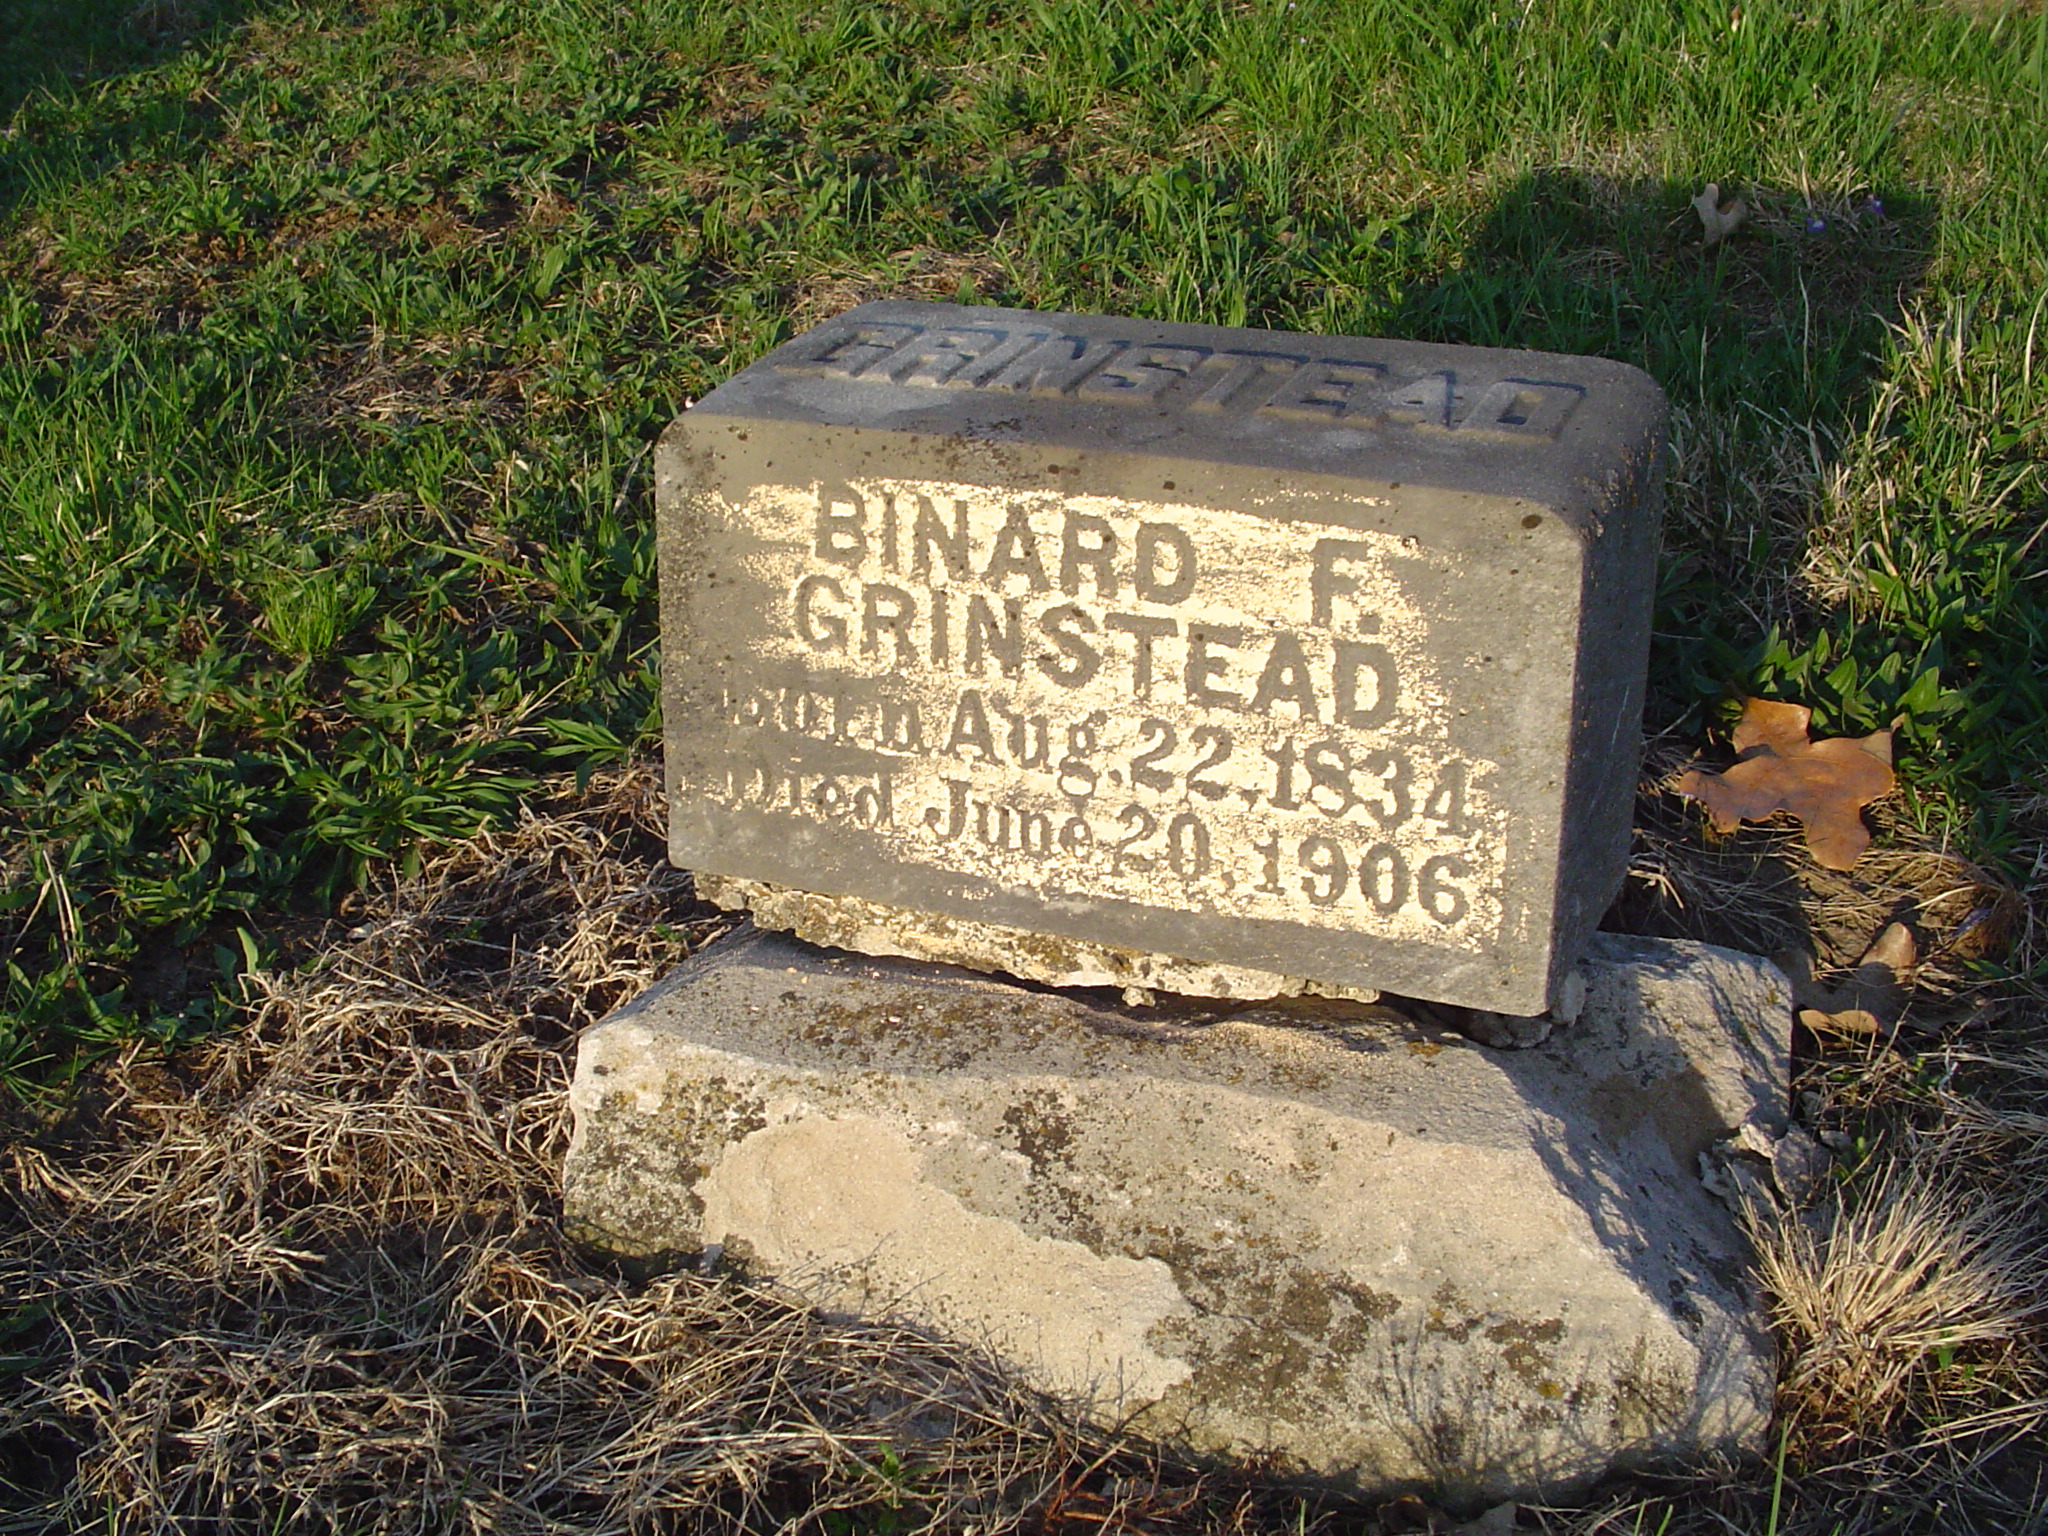 GRINSTEAD
BINARD F.
GRINSTEAD
Born Aug. 22, 1834
Died June 20, 1906